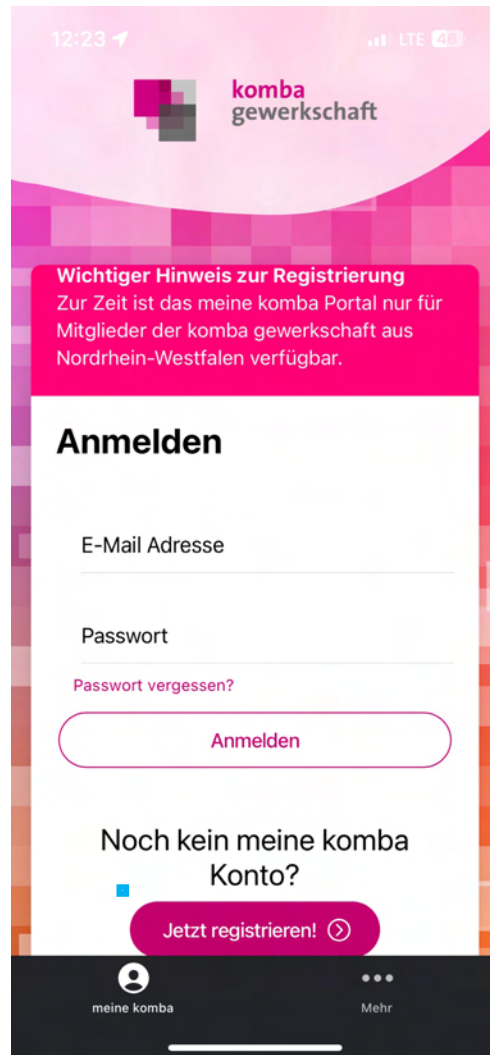 12:23
LTE 46
komba
gewerkschaft
Wichtiger Hinweis zur Registrierung
Zur Zeit ist das meine komba Portal nur für
Mitglieder der komba gewerkschaft aus
Nordrhein-Westfalen verfügbar.
Anmelden
E-Mail Adresse
Passwort
Passwort vergessen?
Anmelden
Noch kein meine komba
Konto?
Jetzt registrieren!
meine komba
Mehr